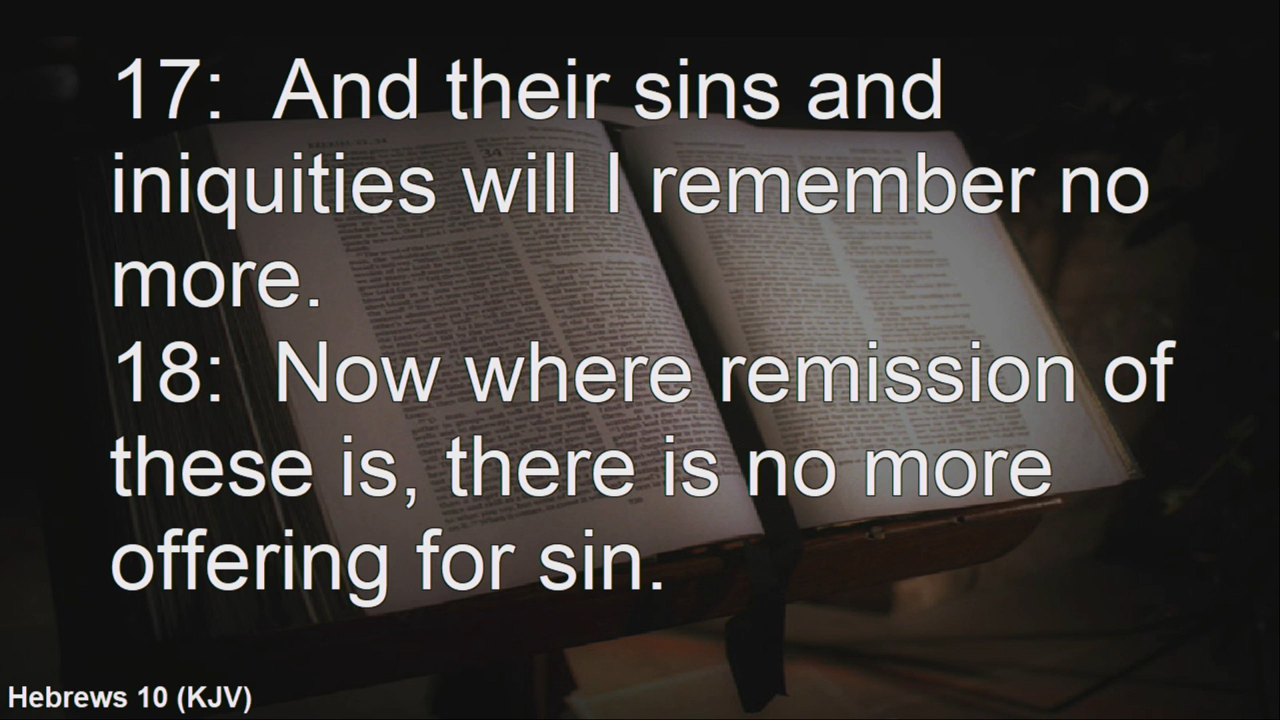 17:  And their sins and
iniquities will I remember no
more.
18:  Now where remission of
these is, there is no more
offering for sin.
Hebrews 10 (KJV)